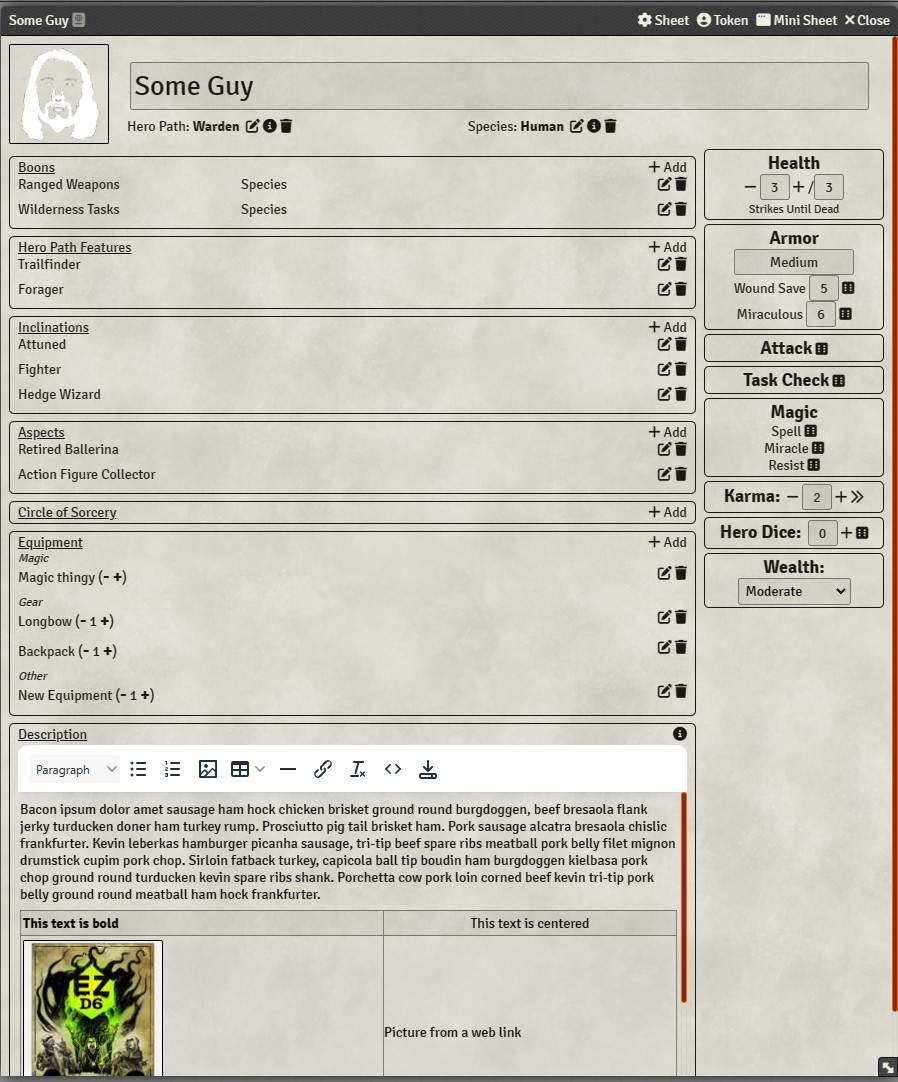 Some Guy
Sheet Token Mini Sheet Close
Some Guy
Hero Path: Warden
Species: Human
Boons
+ Add
Ranged Weapons Species
Wilderness Tasks Species
Hero Path Features
+ Add
Trailfinder
Forager
Inclinations
+ Add
Attuned
Fighter
Hedge Wizard
Aspects
+ Add
Retired Ballerina
Action Figure Collector
Circle of Sorcery
+ Add
Equipment
+ Add
Magic
Magic thingy (- +)
Gear
Longbow (- 1 +)
Backpack (- 1 +)
Other
New Equipment (- 1 +)
Description
Paragraph
Bacon ipsum dolor amet sausage ham hock chicken brisket ground round burgdoggen, beef bresaola flank
jerky turducken doner ham turkey rump. Prosciutto pig tail brisket ham. Pork sausage alcatra bresaola chislic
frankfurter. Kevin leberkas hamburger picanha sausage, tri-tip beef spare ribs meatball pork belly filet mignon
drumstick cupim pork chop. Sirloin fatback turkey, capicola ball tip boudin ham burgdoggen kielbasa pork
chop ground round turducken kevin spare ribs shank. Porchetta cow pork loin corned beef kevin tri-tip pork
belly ground round meatball ham hock frankfurter.
This text is bold
This text is centered
EZ
D6
Picture from a web link
Health
− 3 + / 3
Strikes Until Dead
Armor
Medium
Wound Save 5
Miraculous 6
Attack
Task Check
Magic
Spell
Miracle
Resist
Karma: − 2 +
Hero Dice: 0 +
Wealth:
Moderate